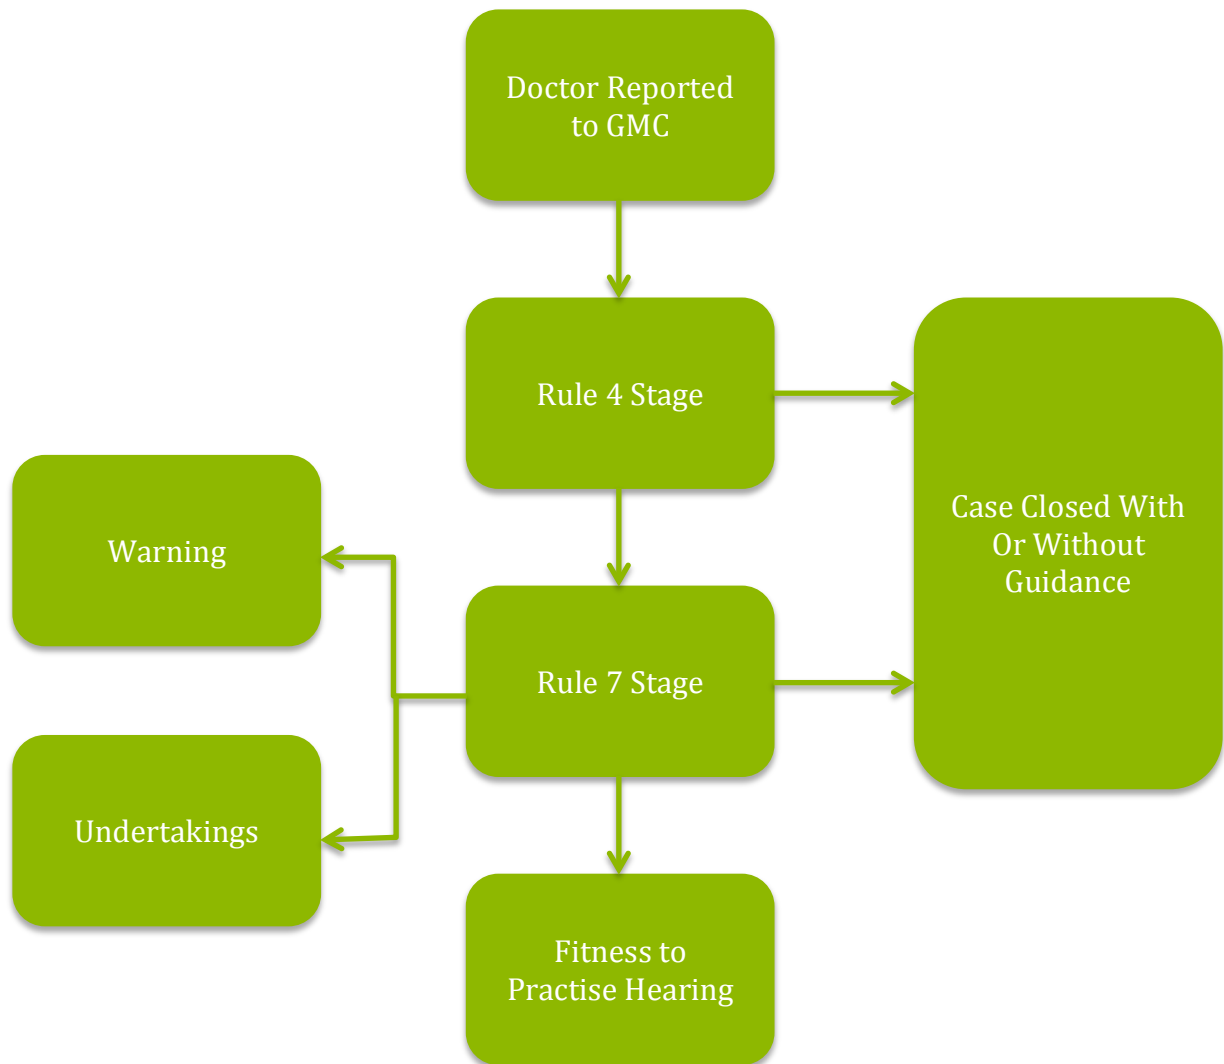 Doctor Reported
to GMC
Rule 4 Stage
Case Closed With
Or Without
Guidance
Warning
Rule 7 Stage
Undertakings
Fitness to
Practise Hearing